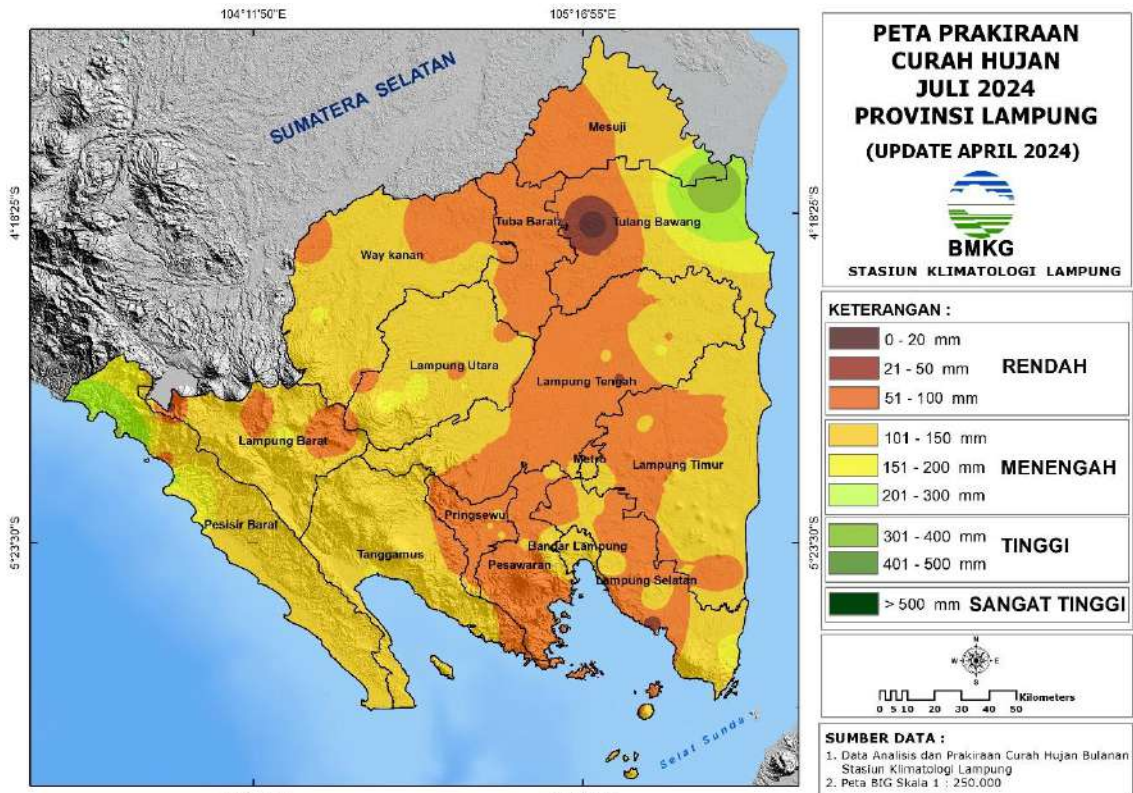 104°11'50"E
105°16'55"E
4°18'25"S
5°23'30"S
4°18'25"S
5°23'30"S
SUMATERA SELATAN
Mesuji
Tuba Barat
Tulang Bawang
Way kanan
Lampung Utara
Lampung Tengah
Lampung Barat
Metro
Lampung Timur
Pesisir Barat
Pringsewu
Tanggamus
Bandar Lampung
Pesawaran
Lampung Selatan
Selat Sunda
PETA PRAKIRAAN
CURAH HUJAN
JULI 2024
PROVINSI LAMPUNG
(UPDATE APRIL 2024)
BMKG
STASIUN KLIMATOLOGI LAMPUNG
KETERANGAN :
0 - 20 mm
21 - 50 mm
RENDAH
51 - 100 mm
101 - 150 mm
151 - 200 mm
MENENGAH
201 - 300 mm
301 - 400 mm
TINGGI
401 - 500 mm
> 500 mm SANGAT TINGGI
N
W E
S
Kilometers
0 5 10 20 30 40 50
SUMBER DATA :
1. Data Analisis dan Prakiraan Curah Hujan Bulanan
Stasiun Klimatologi Lampung
2. Peta BIG Skala 1 : 250.000